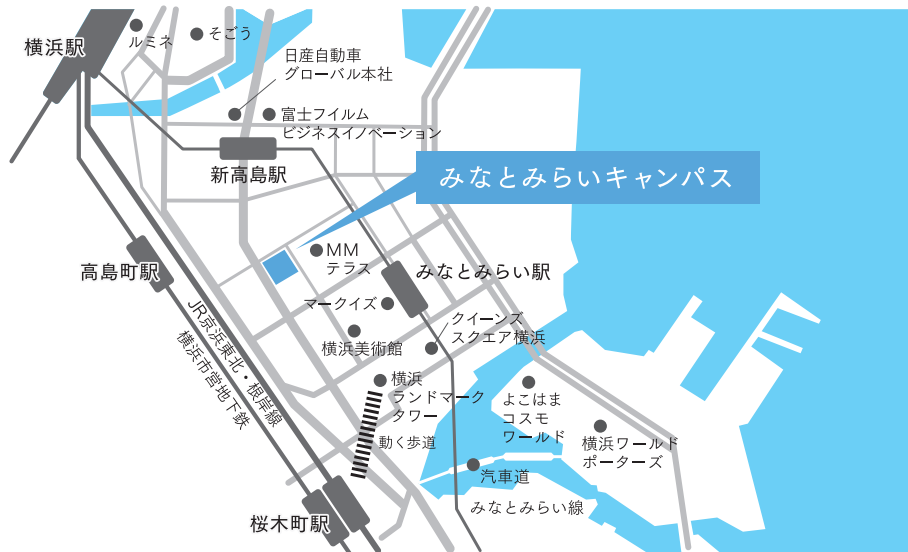 横浜駅
ルミネ
そごう
日産自動車
グローバル本社
富士フイルム
ビジネスイノベーション
新高島駅
みなとみらいキャンパス
高島町駅
MM
テラス
みなとみらい駅
マークイズ
クイーンズ
スクエア横浜
横浜美術館
JR京浜東北・根岸線
横浜市営地下鉄
横浜
ランドマーク
タワー
よこはま
コスモ
ワールド
動く歩道
横浜ワールド
ポーターズ
汽車道
みなとみらい線
桜木町駅